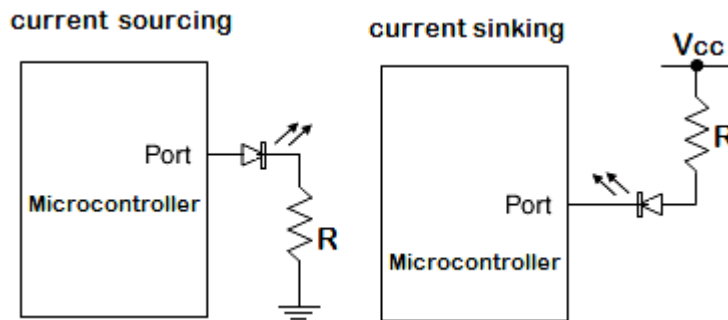 current sourcing
Port
Microcontroller
R
current sinking
Vcc
R
Port
Microcontroller